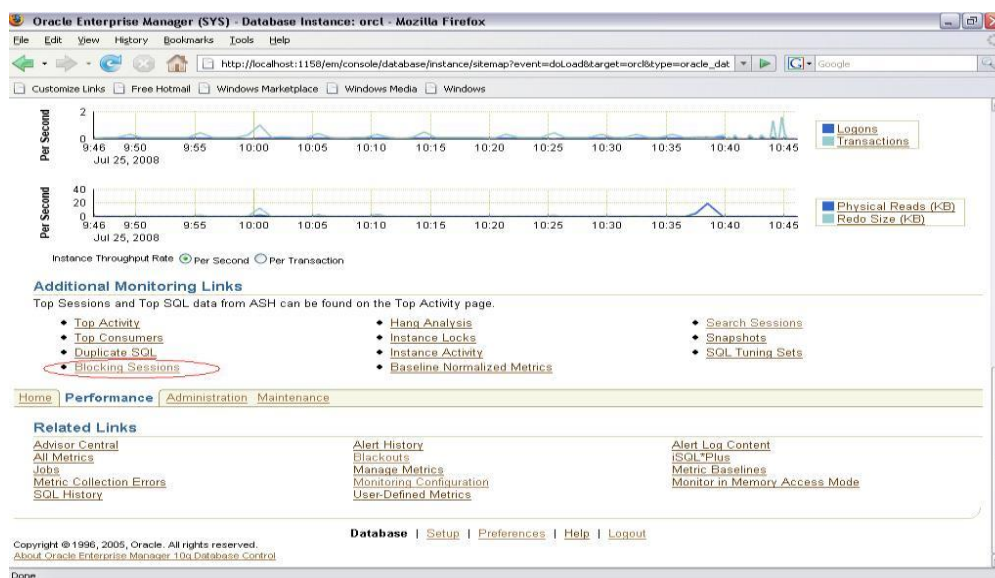 Oracle Enterprise Manager (SYS) - Database Instance: orcl - Mozilla Firefox
File Edit View History Bookmarks Tools Help
http://localhost:1158/em/console/database/instance/sitemap?event=doLoad&target=orcl&type=oracle_dat
Google
Customize Links Free Hotmail Windows Marketplace Windows Media Windows
Per Second
2
0
9:46 9:50 9:55 10:00 10:05 10:10 10:15 10:20 10:25 10:30 10:35 10:40 10:45
Jul 25, 2008
Logons
Transactions
Per Second
40
20
0
9:46 9:50 9:55 10:00 10:05 10:10 10:15 10:20 10:25 10:30 10:35 10:40 10:45
Jul 25, 2008
Physical Reads (KB)
Redo Size (KB)
Instance Throughput Rate Per Second Per Transaction
Additional Monitoring Links
Top Sessions and Top SQL data from ASH can be found on the Top Activity page.
Top Activity Hang Analysis Search Sessions
Top Consumers Instance Locks Snapshots
Duplicate SQL Instance Activity SQL Tuning Sets
Blocking Sessions Baseline Normalized Metrics
Home Performance Administration Maintenance
Related Links
Advisor Central Alert History Alert Log Content
All Metrics Blackouts iSQL*Plus
Jobs Manage Metrics Metric Baselines
Metric Collection Errors Monitoring Configuration Monitor in Memory Access Mode
SQL History User-Defined Metrics
Database | Setup | Preferences | Help | Logout
Copyright © 1996, 2005, Oracle. All rights reserved.
About Oracle Enterprise Manager 10g Database Control
Done